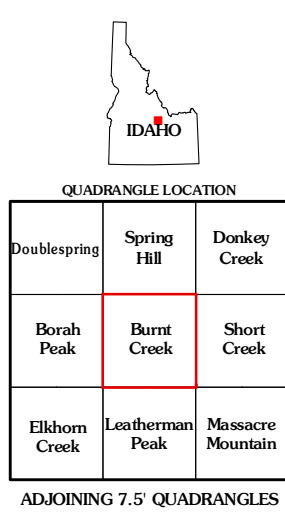 IDAHO
QUADRANGLE LOCATION
Doublespring
Spring
Hill
Donkey
Creek
Borah
Peak
Burnt
Creek
Short
Creek
Elkhorn
Creek
Leatherman
Peak
Massacre
Mountain
ADJOINING 7.5' QUADRANGLES